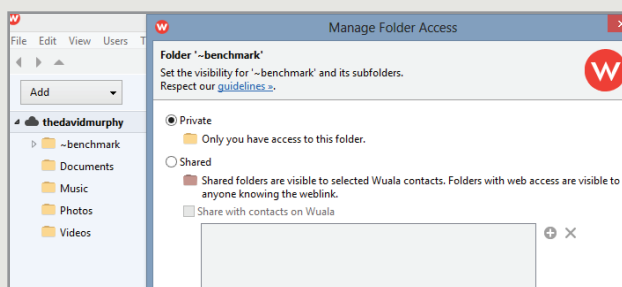 File Edit View Users T
Add
thedavidmurphy
~benchmark
Documents
Music
Photos
Videos
Manage Folder Access
Folder '~benchmark'
Set the visibility for '~benchmark' and its subfolders.
Respect our guidelines ».
Private
Only you have access to this folder.
Shared
Shared folders are visible to selected Wuala contacts. Folders with web access are visible to
anyone knowing the weblink.
Share with contacts on Wuala